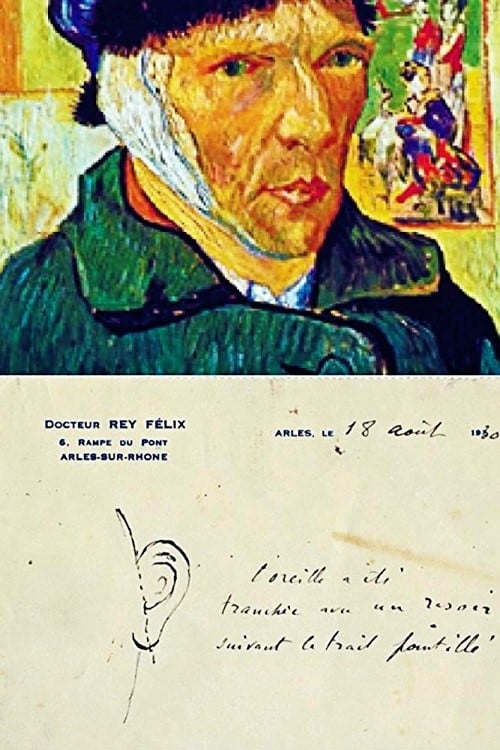 DOCTEUR REY FÉLIX
6, RAMPE DU PONT
ARLES-SUR-RHONE
ARLES, LE 18 août 1930
l'oreille a été
tranchée avec un rasoir
suivant le trait pointillé